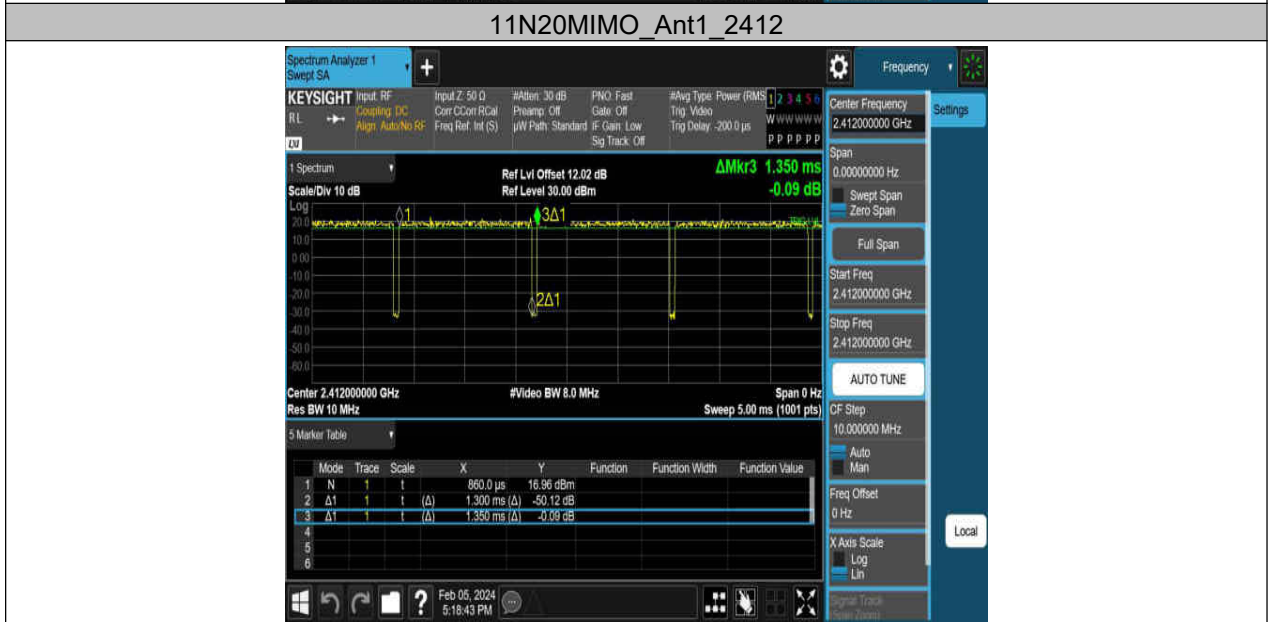 11N20MIMO_Ant1_2412
Spectrum Analyzer 1
Swept SA
+
Frequency
KEYSIGHT
RL
LXI
Input: RF
Coupling: DC
Align: Auto/No RF
Input Z: 50 Ω
Corr CCorr RCal
Freq Ref: Int (S)
#Atten: 30 dB
Preamp: Off
µW Path: Standard
PNO: Fast
Gate: Off
IF Gain: Low
Sig Track: Off
#Avg Type: Power (RMS
Trig: Video
Trig Delay: -200.0 µs
1 2 3 4 5 6
W W W W W W
P P P P P P
1 Spectrum
Scale/Div 10 dB
Log
Ref Lvl Offset 12.02 dB
Ref Level 30.00 dBm
ΔMkr3 1.350 ms
-0.09 dB
20.0
10.0
0.00
-10.0
-20.0
-30.0
-40.0
-50.0
-60.0
1
3Δ1
2Δ1
Center 2.412000000 GHz
Res BW 10 MHz
#Video BW 8.0 MHz
Span 0 Hz
Sweep 5.00 ms (1001 pts)
5 Marker Table
Mode Trace Scale X Y Function Function Width Function Value
1 N 1 t 860.0 µs 16.96 dBm
2 Δ1 1 t (Δ) 1.300 ms (Δ) -50.12 dB
3 Δ1 1 t (Δ) 1.350 ms (Δ) -0.09 dB
4
5
6
Feb 05, 2024
5:18:43 PM
?
Center Frequency
2.412000000 GHz
Settings
Span
0.00000000 Hz
Swept Span
Zero Span
Full Span
Start Freq
2.412000000 GHz
Stop Freq
2.412000000 GHz
AUTO TUNE
CF Step
10.000000 MHz
Auto
Man
Freq Offset
0 Hz
X Axis Scale
Log
Lin
Local
Signal Track
(Span Zoom)